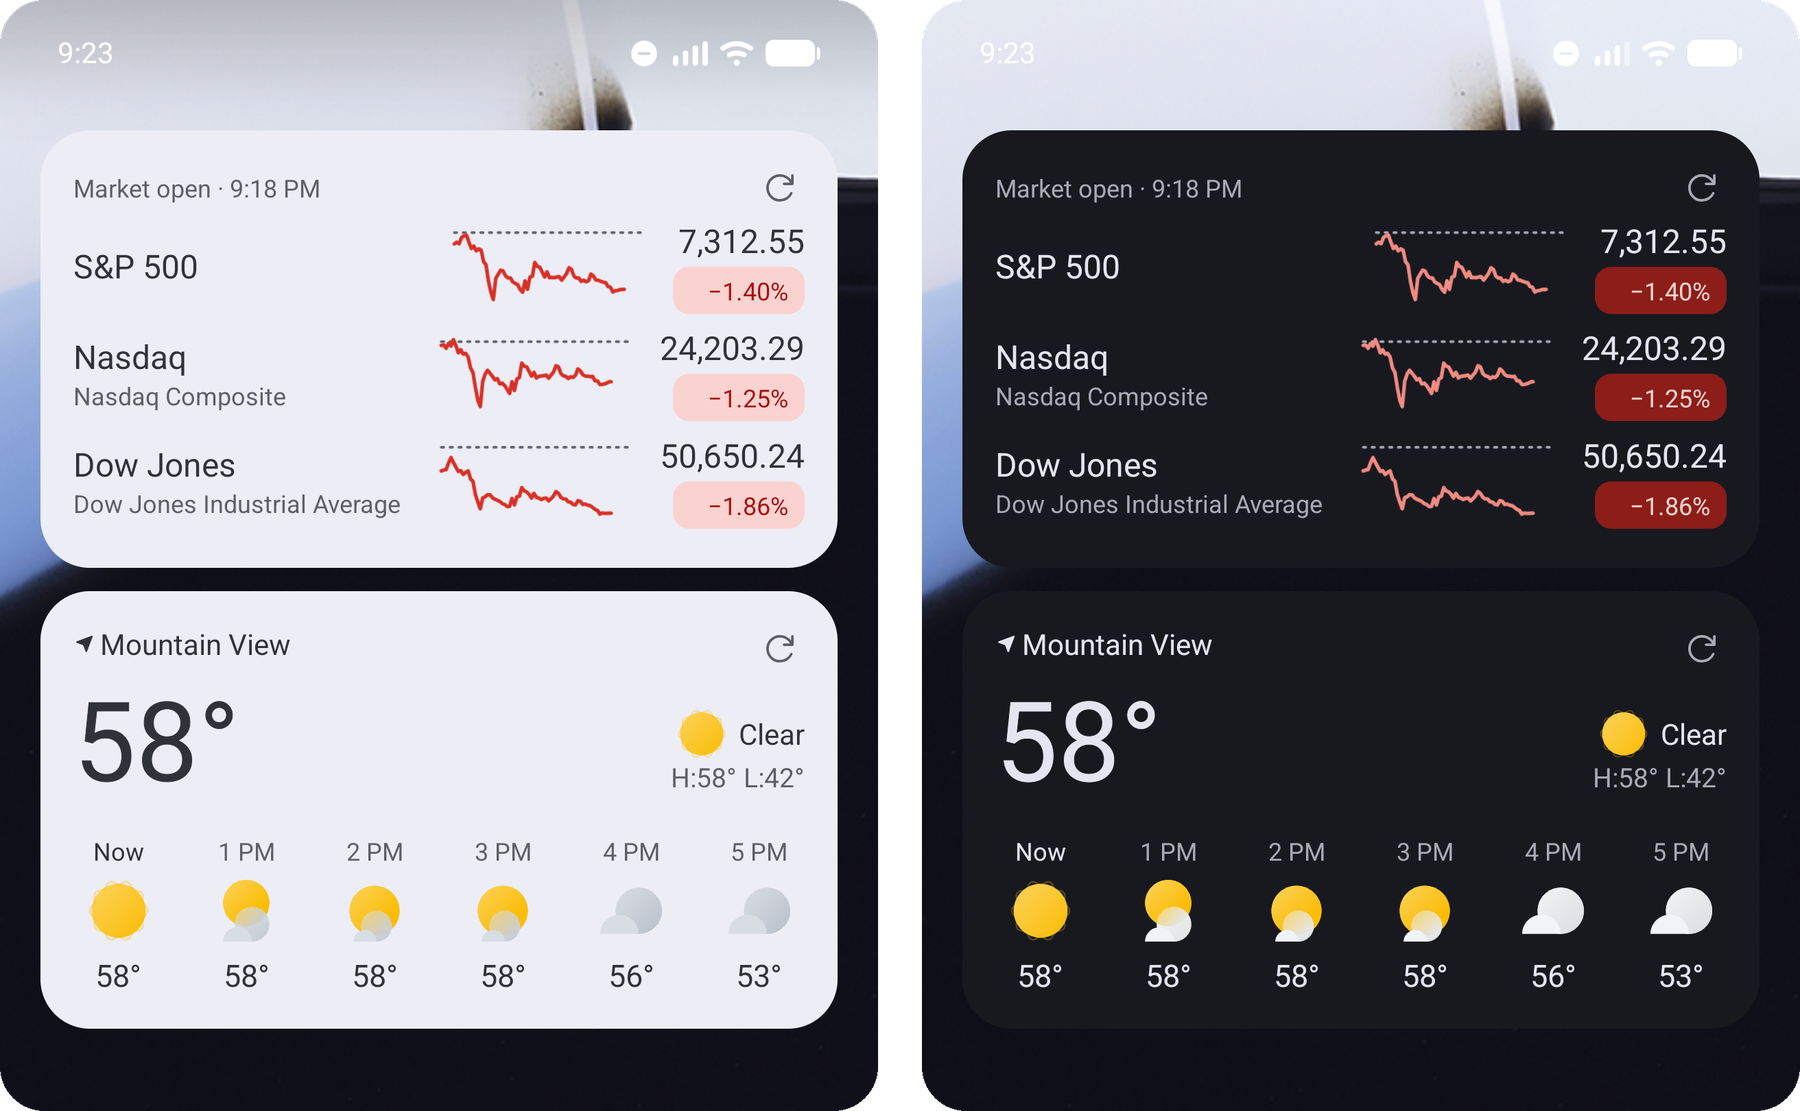 9:23
Market open · 9:18 PM
S&P 500
7,312.55
−1.40%
Nasdaq
Nasdaq Composite
24,203.29
−1.25%
Dow Jones
Dow Jones Industrial Average
50,650.24
−1.86%
Mountain View
58°
Clear
H:58° L:42°
Now 1 PM 2 PM 3 PM 4 PM 5 PM
58° 58° 58° 58° 56° 53°
9:23
Market open · 9:18 PM
S&P 500
7,312.55
−1.40%
Nasdaq
Nasdaq Composite
24,203.29
−1.25%
Dow Jones
Dow Jones Industrial Average
50,650.24
−1.86%
Mountain View
58°
Clear
H:58° L:42°
Now 1 PM 2 PM 3 PM 4 PM 5 PM
58° 58° 58° 58° 56° 53°